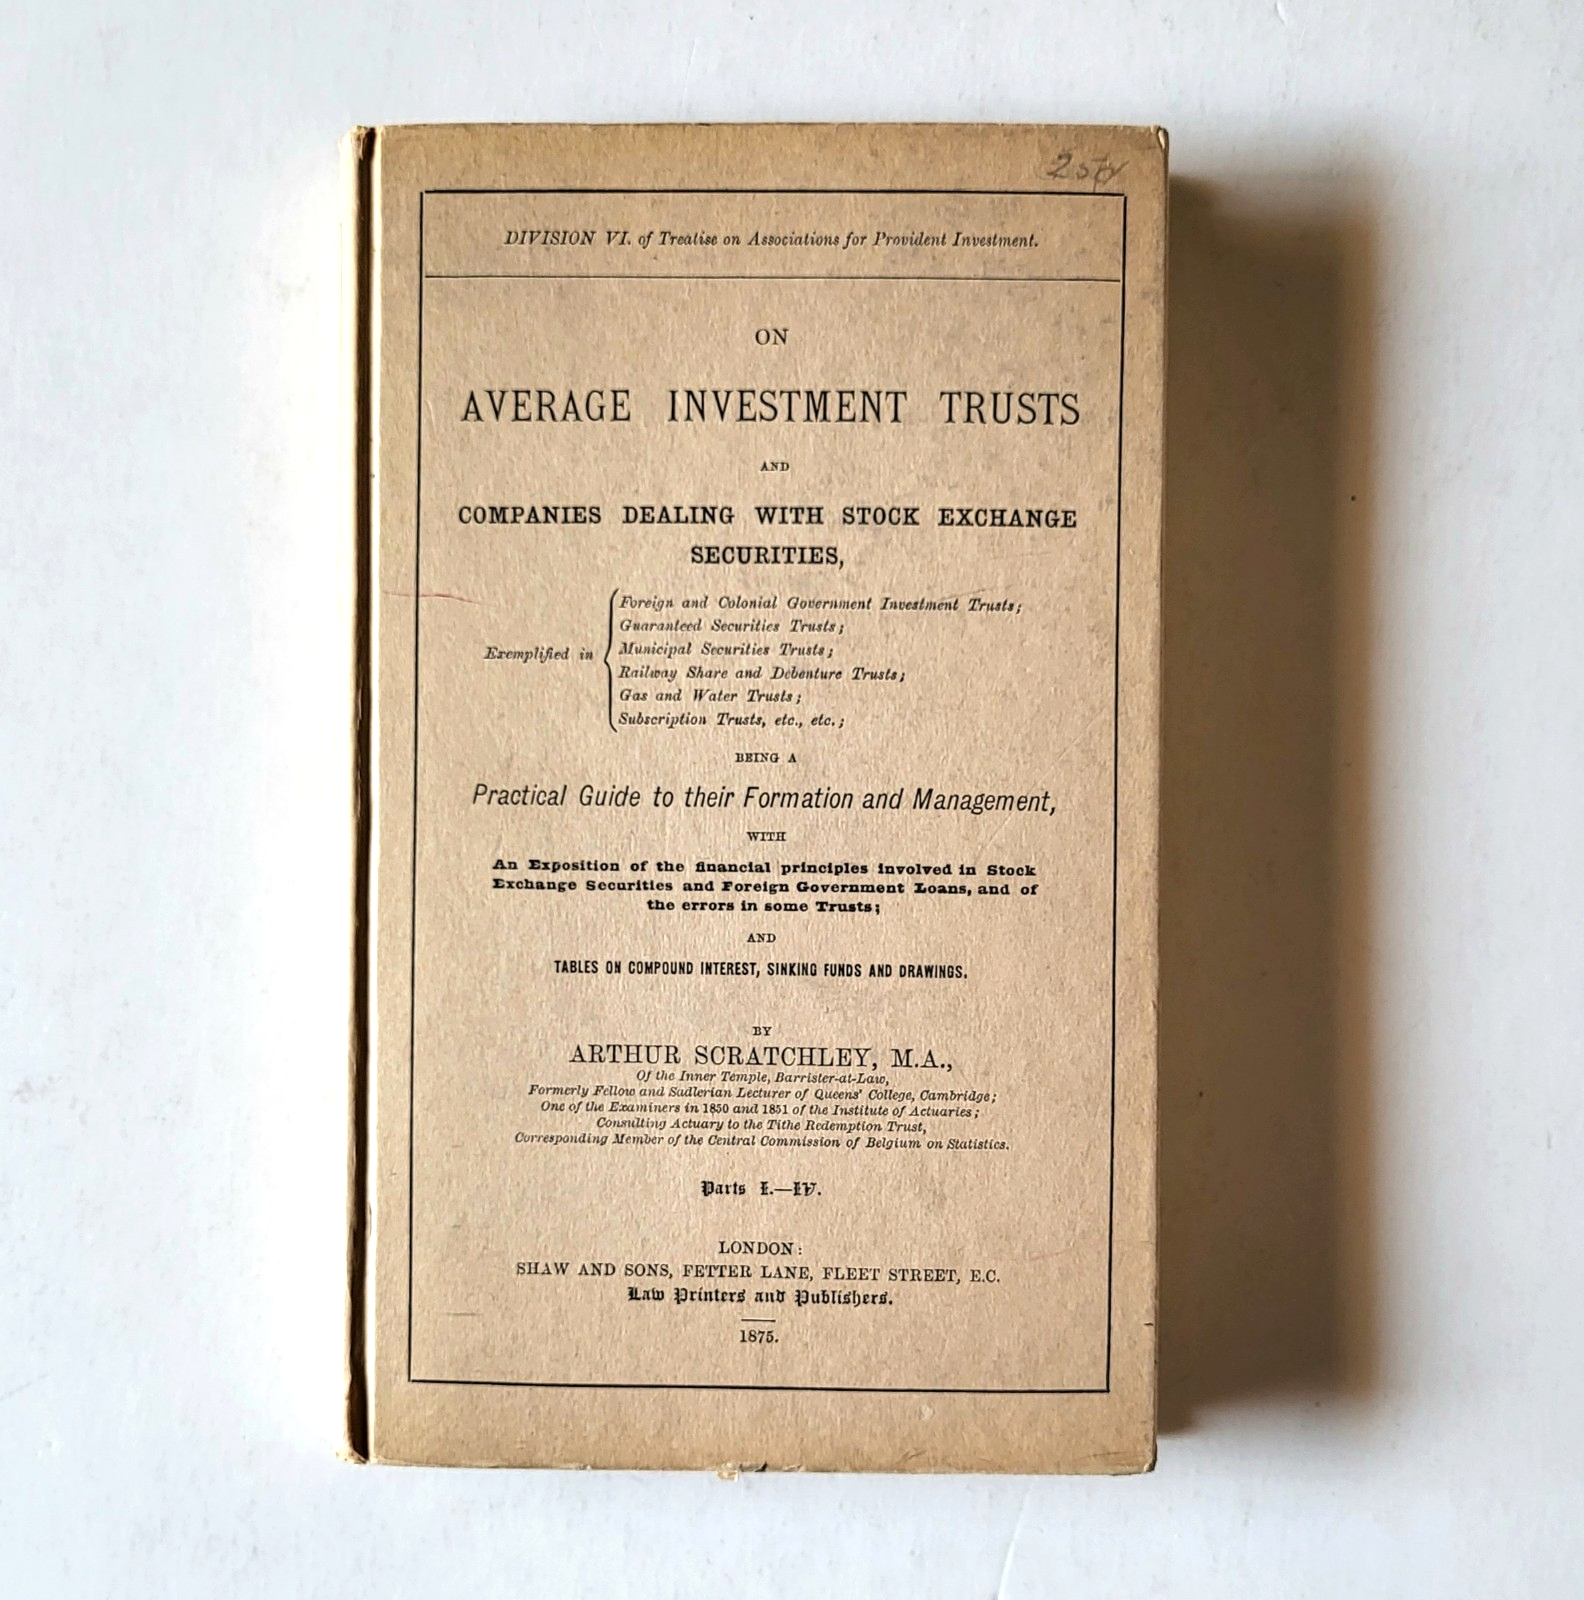 DIVISION VI. of Treatise on Associations for Provident Investment.
ON
AVERAGE INVESTMENT TRUSTS
AND
COMPANIES DEALING WITH STOCK EXCHANGE
SECURITIES,
Exemplified in
Foreign and Colonial Government Investment Trusts;
Guaranteed Securities Trusts;
Municipal Securities Trusts;
Railway Share and Debenture Trusts;
Gas and Water Trusts;
Subscription Trusts, etc., etc.;
BEING A
Practical Guide to their Formation and Management,
WITH
An Exposition of the financial principles involved in Stock
Exchange Securities and Foreign Government Loans, and of
the errors in some Trusts;
AND
TABLES ON COMPOUND INTEREST, SINKING FUNDS AND DRAWINGS.
BY
ARTHUR SCRATCHLEY, M.A.,
Of the Inner Temple, Barrister-at-Law,
Formerly Fellow and Sadlerian Lecturer of Queens' College, Cambridge;
One of the Examiners in 1850 and 1851 of the Institute of Actuaries;
Consulting Actuary to the Tithe Redemption Trust,
Corresponding Member of the Central Commission of Belgium on Statistics.
Parts I.—IV.
LONDON:
SHAW AND SONS, FETTER LANE, FLEET STREET, E.C.
Law Printers and Publishers.
1875.